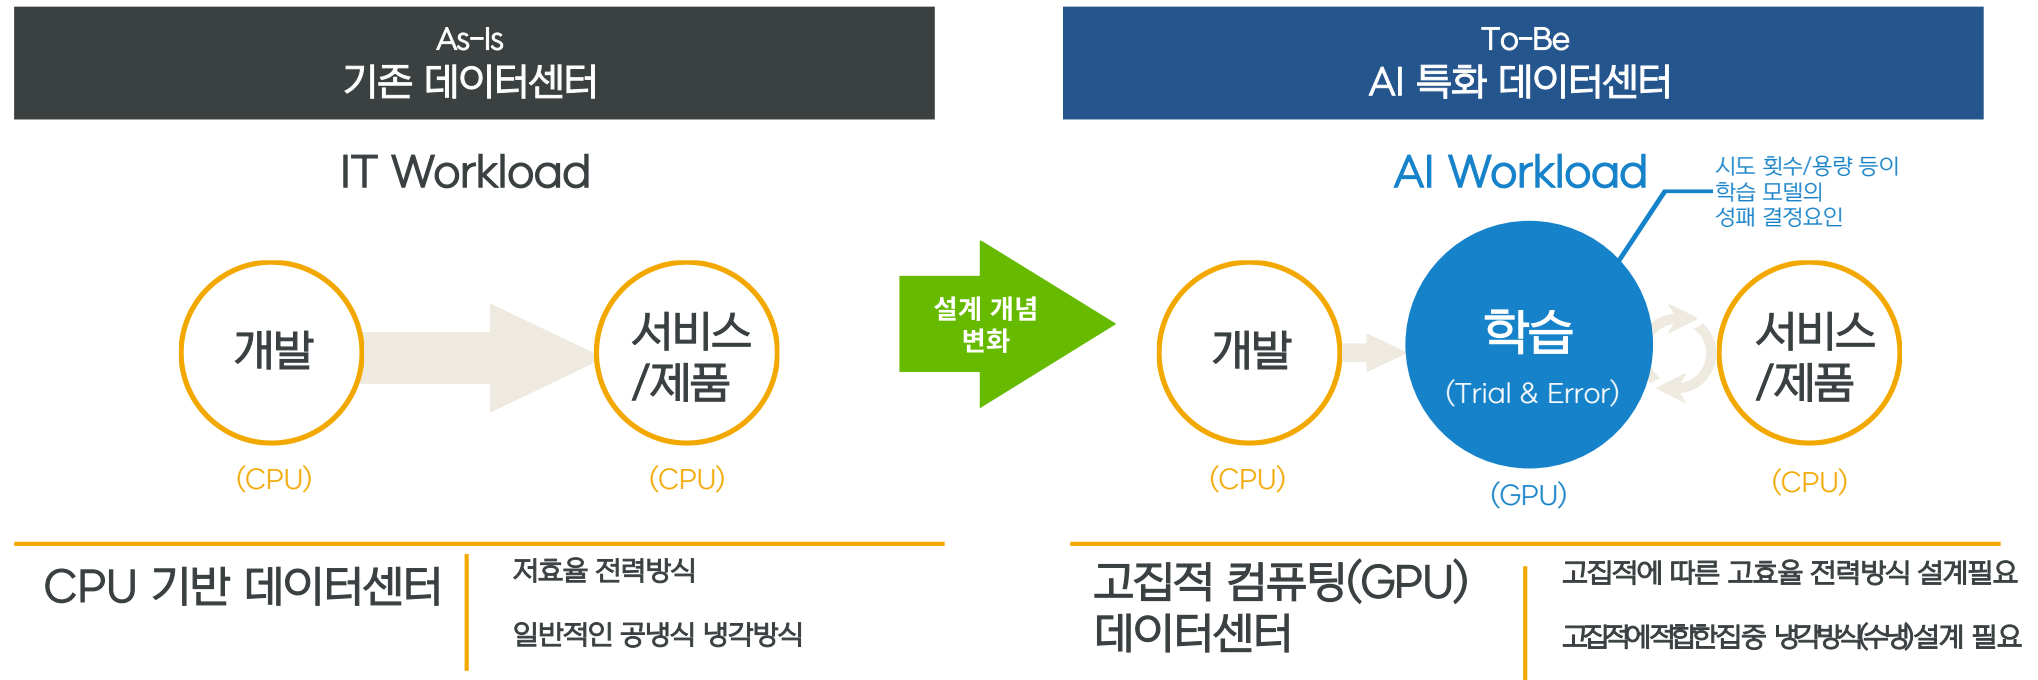 As-Is
기존 데이터센터
IT Workload
개발
(CPU)
서비스
/제품
(CPU)
CPU 기반 데이터센터
저효율 전력방식
일반적인 공냉식 냉각방식
설계 개념
변화
To-Be
AI 특화 데이터센터
AI Workload
시도 횟수/용량 등이
학습 모델의
성패 결정요인
개발
(CPU)
학습
(Trial & Error)
(GPU)
서비스
/제품
(CPU)
고집적 컴퓨팅(GPU)
데이터센터
고집적에 따른 고효율 전력방식 설계필요
고집적에적합한집중 냉각방식(수냉)설계 필요